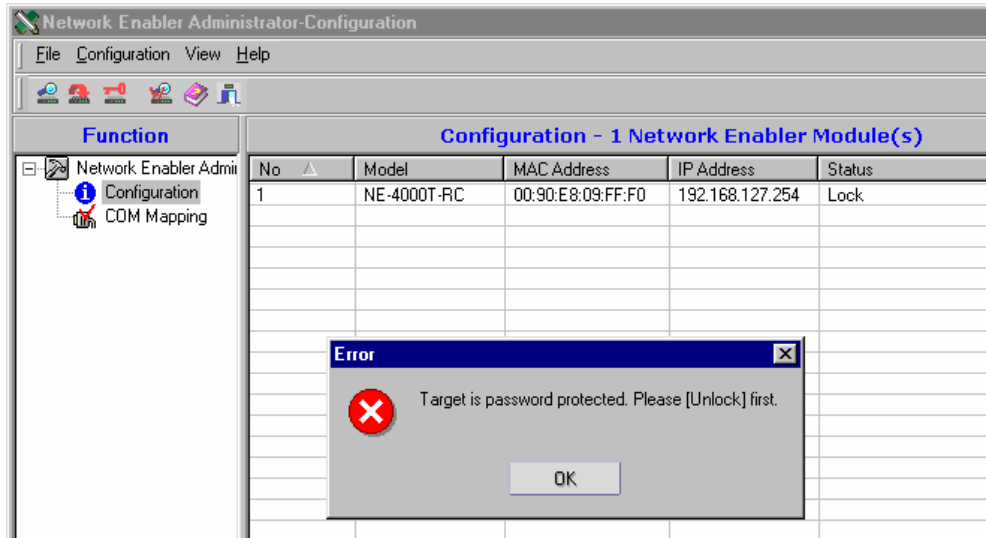 Network Enabler Administrator-Configuration
File Configuration View Help
Function
Configuration - 1 Network Enabler Module(s)
Network Enabler Admii
Configuration
COM Mapping
No Model MAC Address IP Address Status
1 NE-4000T-RC 00:90:E8:09:FF:F0 192.168.127.254 Lock
Error
Target is password protected. Please [Unlock] first.
OK